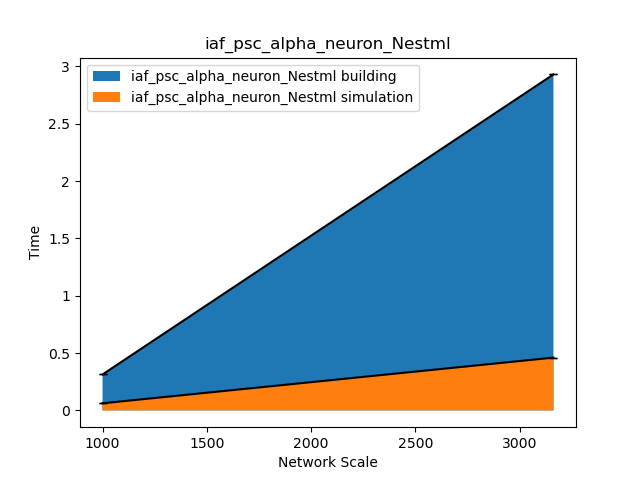 iaf_psc_alpha_neuron_Nestml
iaf_psc_alpha_neuron_Nestml building
iaf_psc_alpha_neuron_Nestml simulation
3
2.5
2
1.5
1
0.5
0
Time
1000 1500 2000 2500 3000
Network Scale